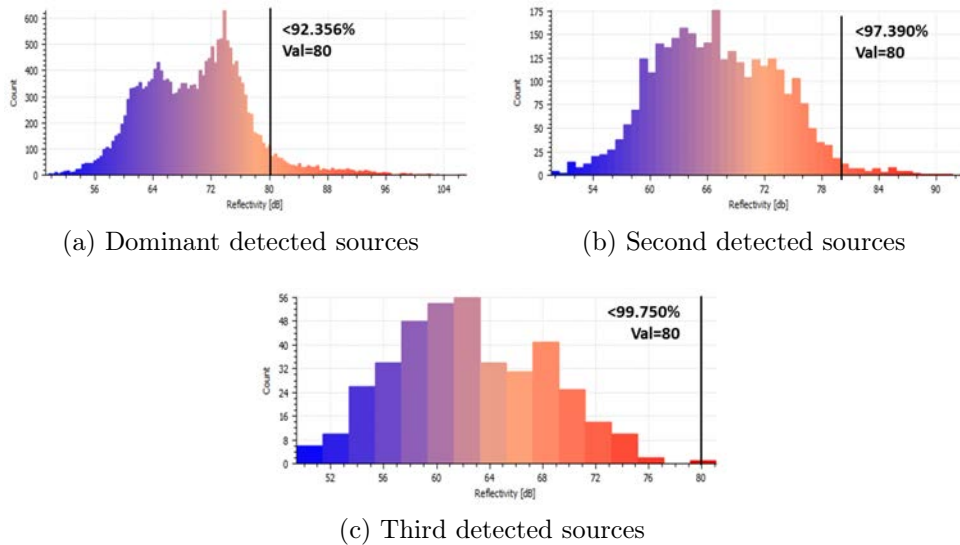 600
500
400
300
200
100
0
Count
<92.356%
Val=80
56 64 72 80 88 96 104
Reflectivity [dB]
(a) Dominant detected sources
175
150
125
100
75
50
25
0
Count
<97.390%
Val=80
54 60 66 72 78 84 90
Reflectivity [db]
(b) Second detected sources
56
48
40
32
24
16
8
0
Count
<99.750%
Val=80
52 56 60 64 68 72 76 80
Reflectivity [dB]
(c) Third detected sources